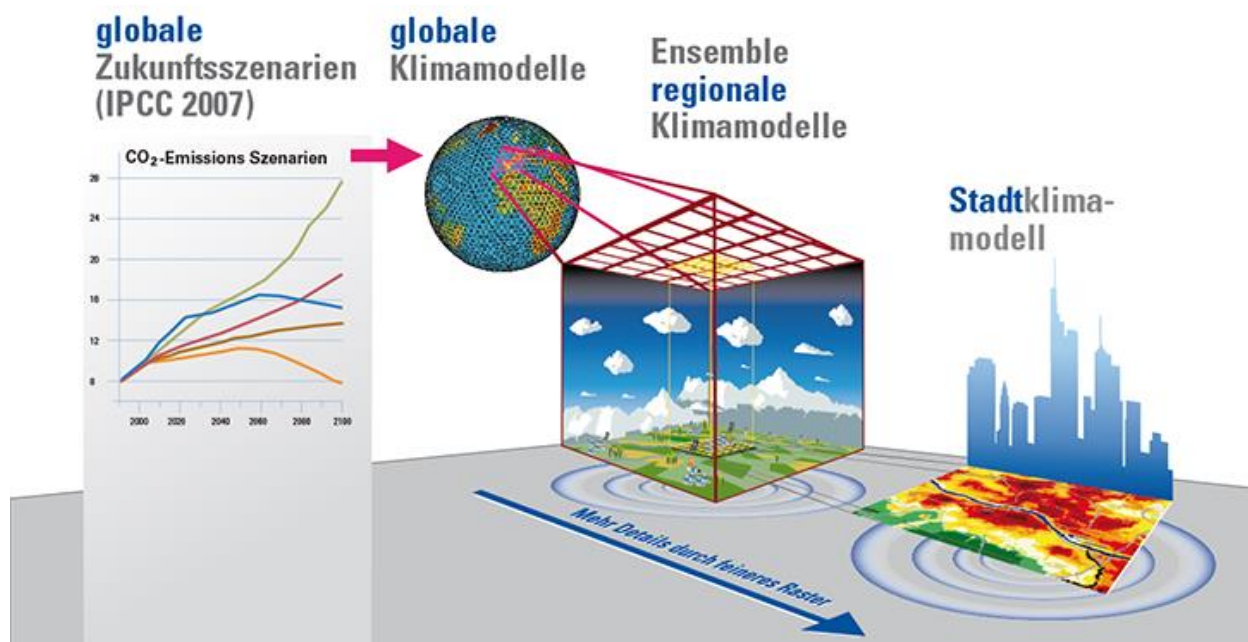 globale
Zukunftsszenarien
(IPCC 2007)
globale
Klimamodelle
Ensemble
regionale
Klimamodelle
Stadtklima-
modell
CO₂-Emissions Szenarien
28
24
20
16
12
8
2000
2020
2040
2060
2080
2100
Mehr Details durch feineres Raster